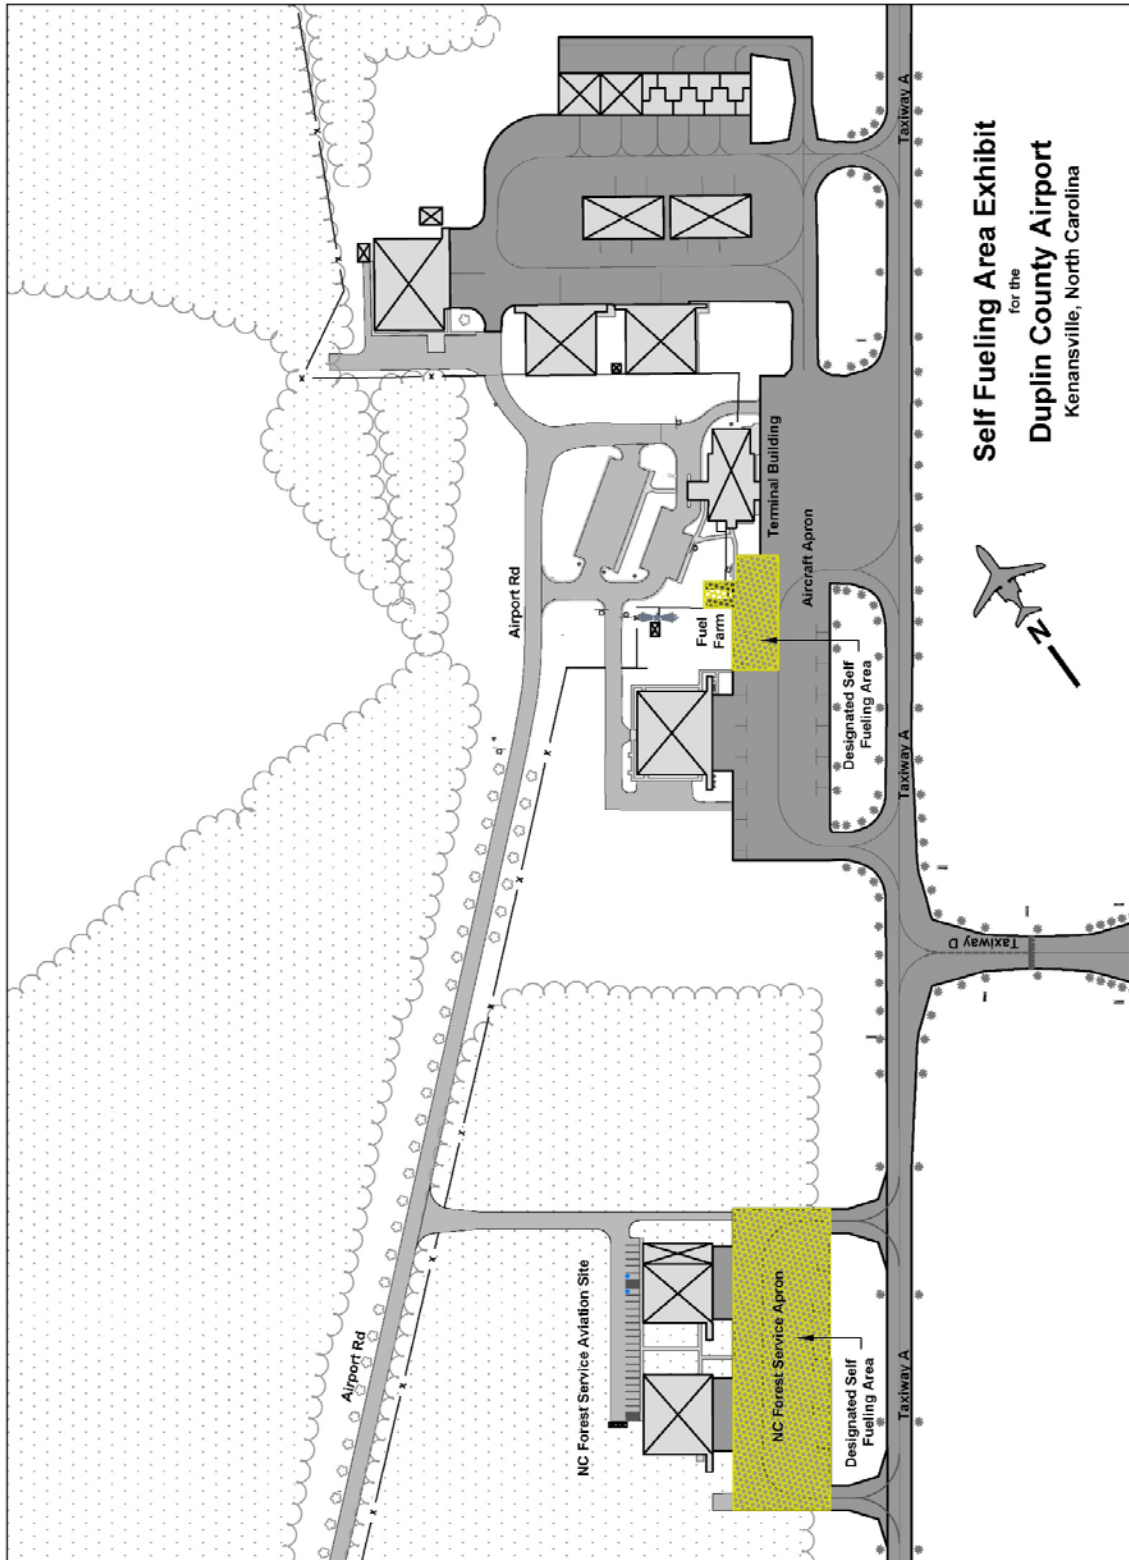 Self Fueling Area Exhibit
for the
Duplin County Airport
Kenansville, North Carolina
Taxiway A
Terminal Building
Aircraft Apron
Airport Rd
Fuel
Farm
Designated Self
Fueling Area
Taxiway A
N
Taxiway D
NC Forest Service Aviation Site
NC Forest Service Apron
Designated Self
Fueling Area
Airport Rd
Taxiway A